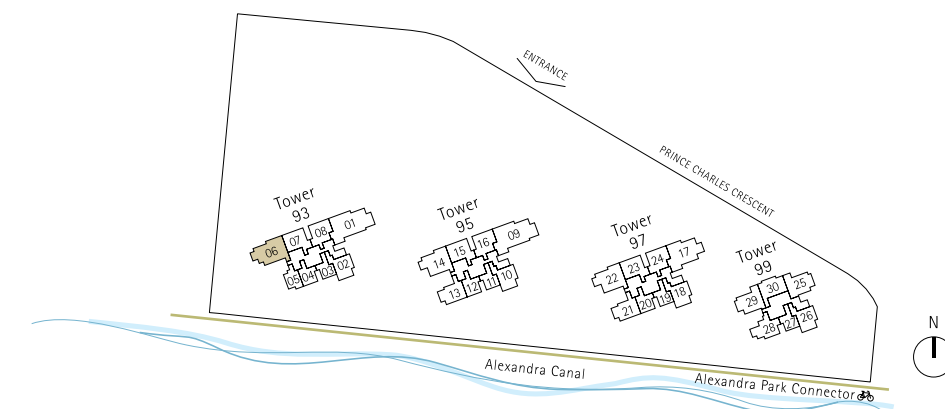 ENTRANCE
PRINCE CHARLES CRESCENT
Tower
93
01
08
07
06
05 04 03 02
Tower
95
09
16
15
14
13 12 11 10
Tower
97
17
24
23
22
21 20 19 18
Tower
99
25
30
29
28 27 26
N
Alexandra Canal
Alexandra Park Connector